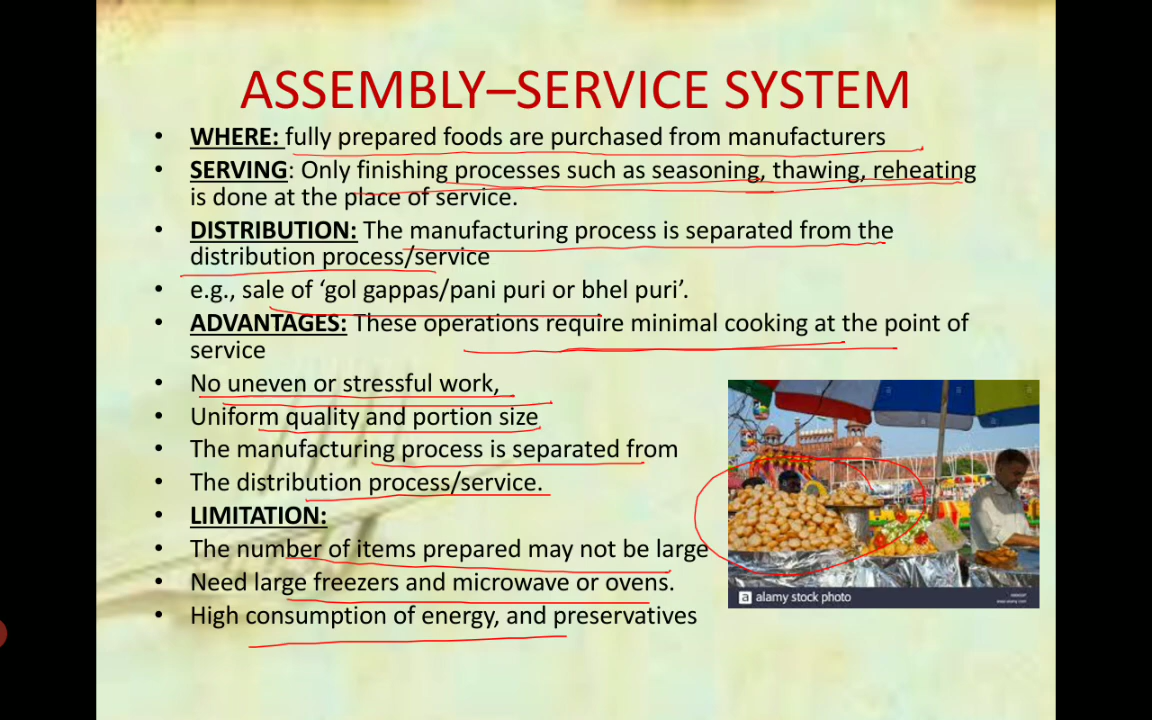 ASSEMBLY–SERVICE SYSTEM
• WHERE: fully prepared foods are purchased from manufacturers
• SERVING: Only finishing processes such as seasoning, thawing, reheating
is done at the place of service.
• DISTRIBUTION: The manufacturing process is separated from the
distribution process/service
• e.g., sale of ‘gol gappas/pani puri or bhel puri’.
• ADVANTAGES: These operations require minimal cooking at the point of
service
• No uneven or stressful work,
• Uniform quality and portion size
• The manufacturing process is separated from
• The distribution process/service.
• LIMITATION:
• The number of items prepared may not be large
• Need large freezers and microwave or ovens.
• High consumption of energy, and preservatives
a alamy stock photo